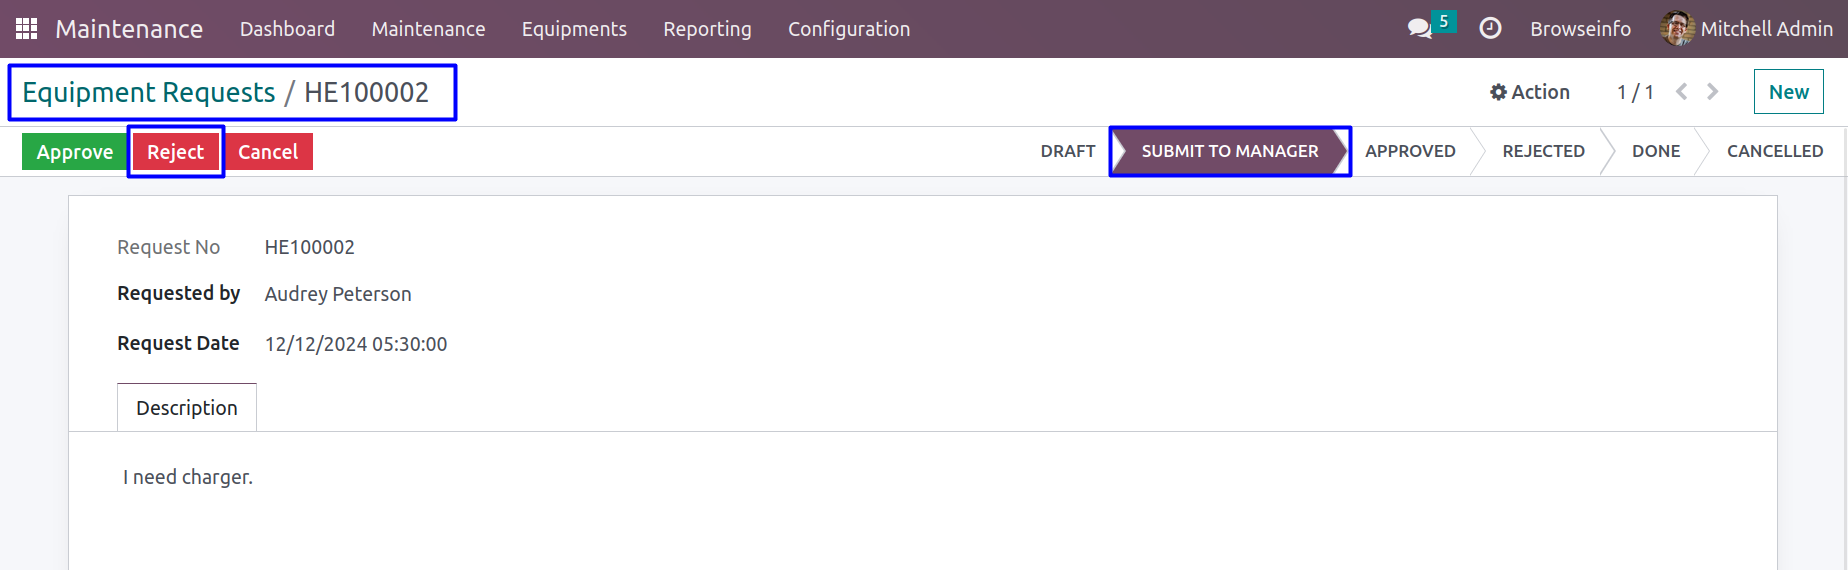 Maintenance Dashboard Maintenance Equipments Reporting Configuration 5 Browseinfo Mitchell Admin
Equipment Requests / HE100002 Action 1 / 1 New
Approve Reject Cancel DRAFT SUBMIT TO MANAGER APPROVED REJECTED DONE CANCELLED
Request No HE100002
Requested by Audrey Peterson
Request Date 12/12/2024 05:30:00
Description
I need charger.